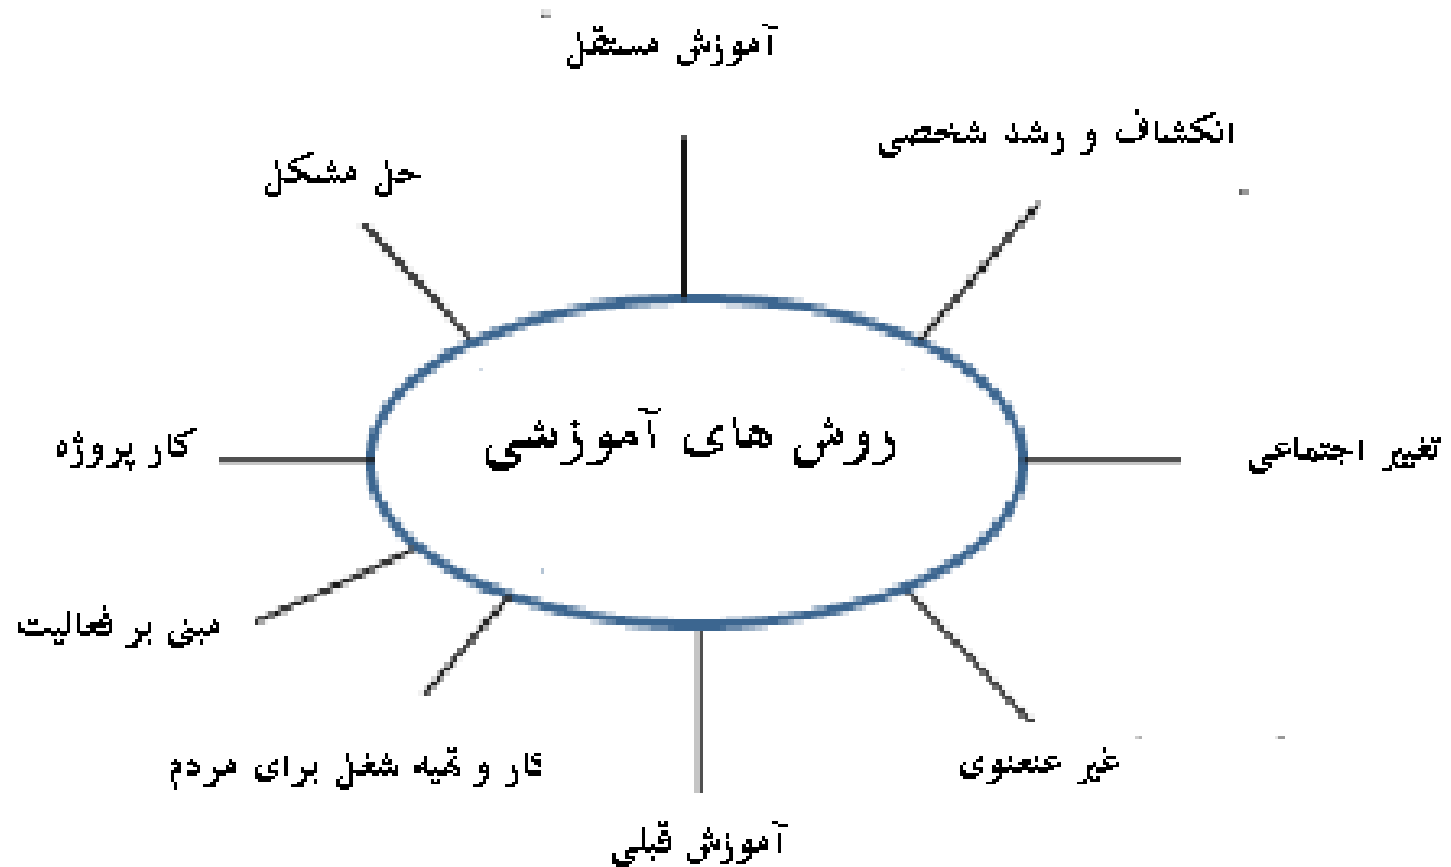 آموزش مستقل
انکشاف و رشد شخصی
حل مشکل
روش های آموزشی
تغییر اجتماعی
کار پروژه
مبنی بر فعالیت
غیر عنعنوی
کار و تهیه شغل برای مردم
آموزش قبلی